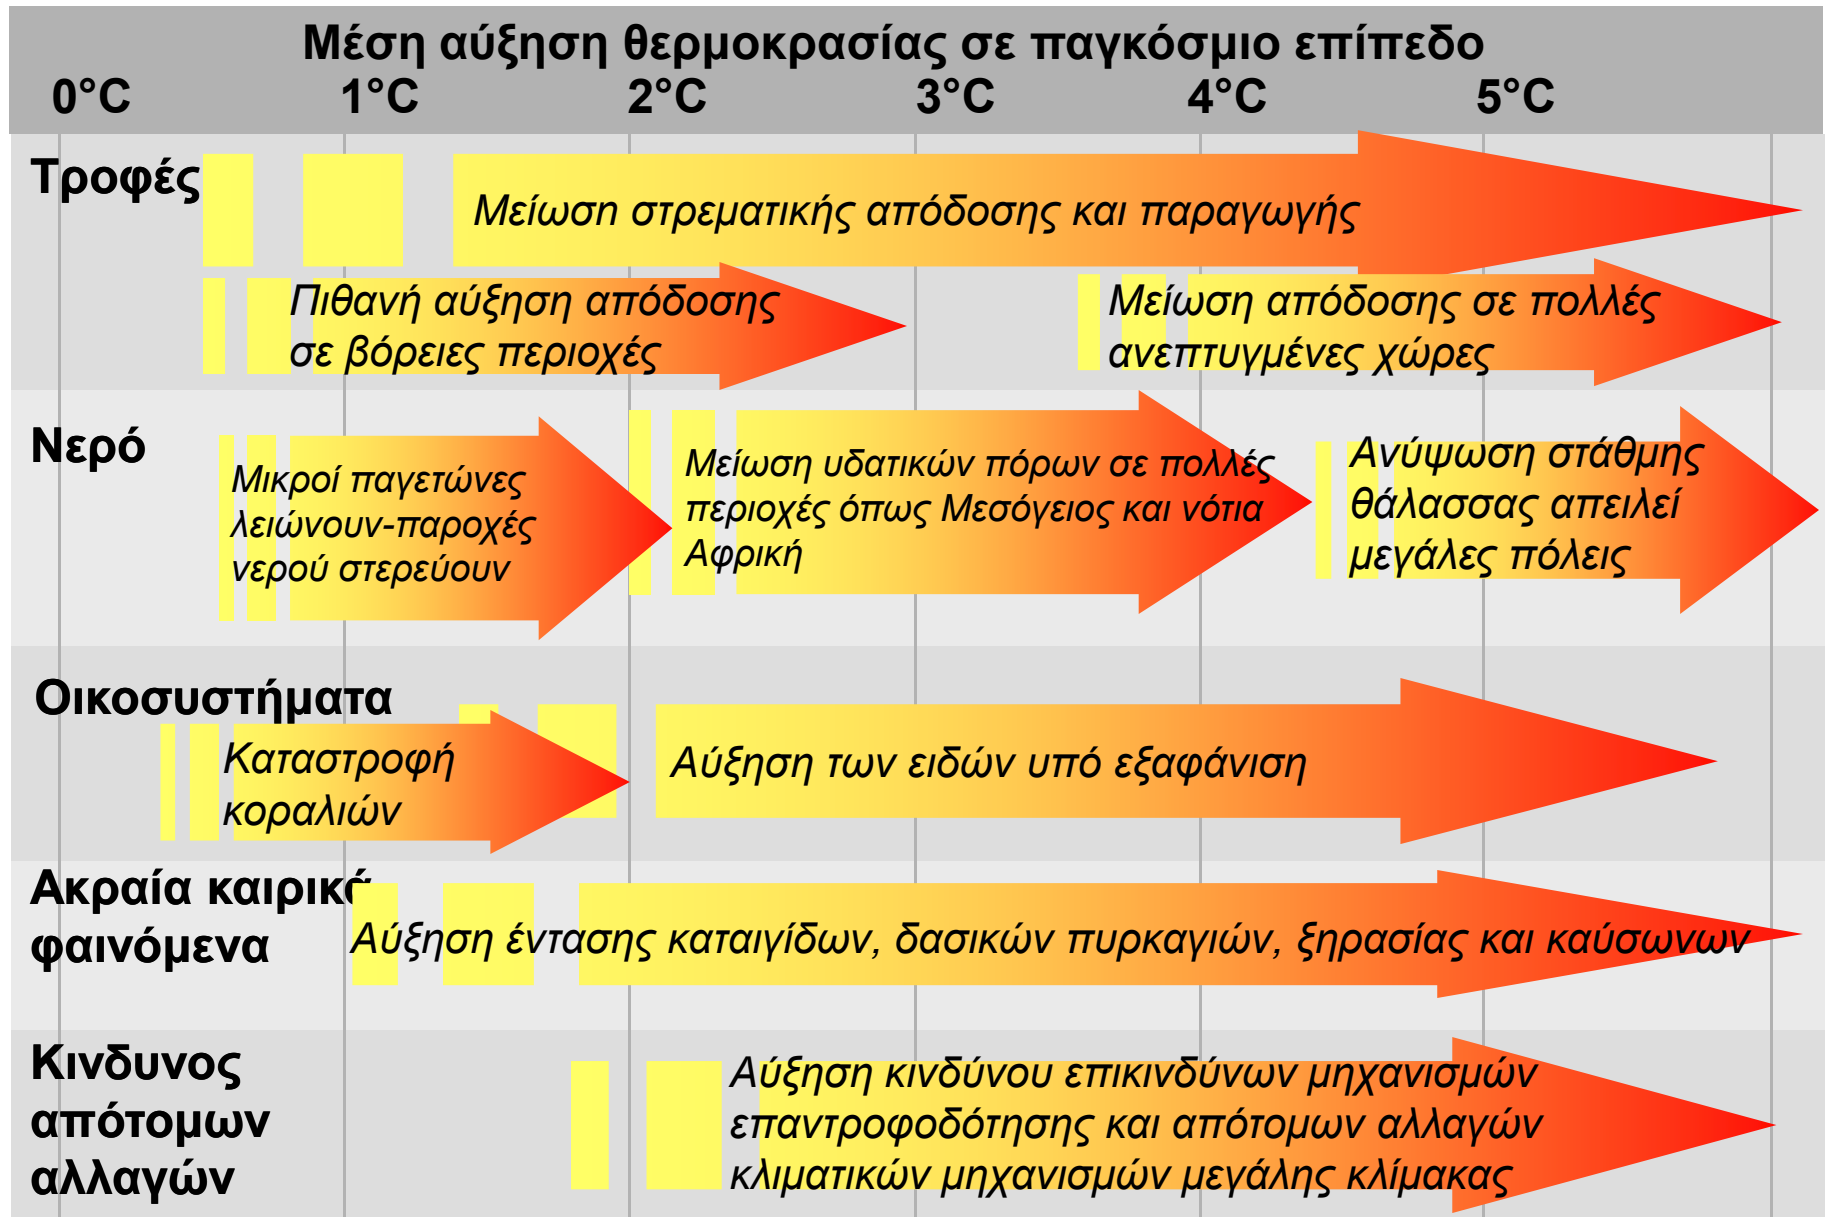 Μέση αύξηση θερμοκρασίας σε παγκόσμιο επίπεδο
0°C 1°C 2°C 3°C 4°C 5°C
Τροφές
Μείωση στρεματικής απόδοσης και παραγωγής
Πιθανή αύξηση απόδοσης
σε βόρειες περιοχές
Μείωση απόδοσης σε πολλές
ανεπτυγμένες χώρες
Νερό
Μικροί παγετώνες
λειώνουν-παροχές
νερού στερεύουν
Μείωση υδατικών πόρων σε πολλές
περιοχές όπως Μεσόγειος και νότια
Αφρική
Ανύψωση στάθμης
θάλασσας απειλεί
μεγάλες πόλεις
Οικοσυστήματα
Καταστροφή
κοραλιών
Αύξηση των ειδών υπό εξαφάνιση
Ακραία καιρικά
φαινόμενα
Αύξηση έντασης καταιγίδων, δασικών πυρκαγιών, ξηρασίας και καύσωνων
Κινδυνος
απότομων
αλλαγών
Αύξηση κινδύνου επικινδύνων μηχανισμών
επαντροφοδότησης και απότομων αλλαγών
κλιματικών μηχανισμών μεγάλης κλίμακας